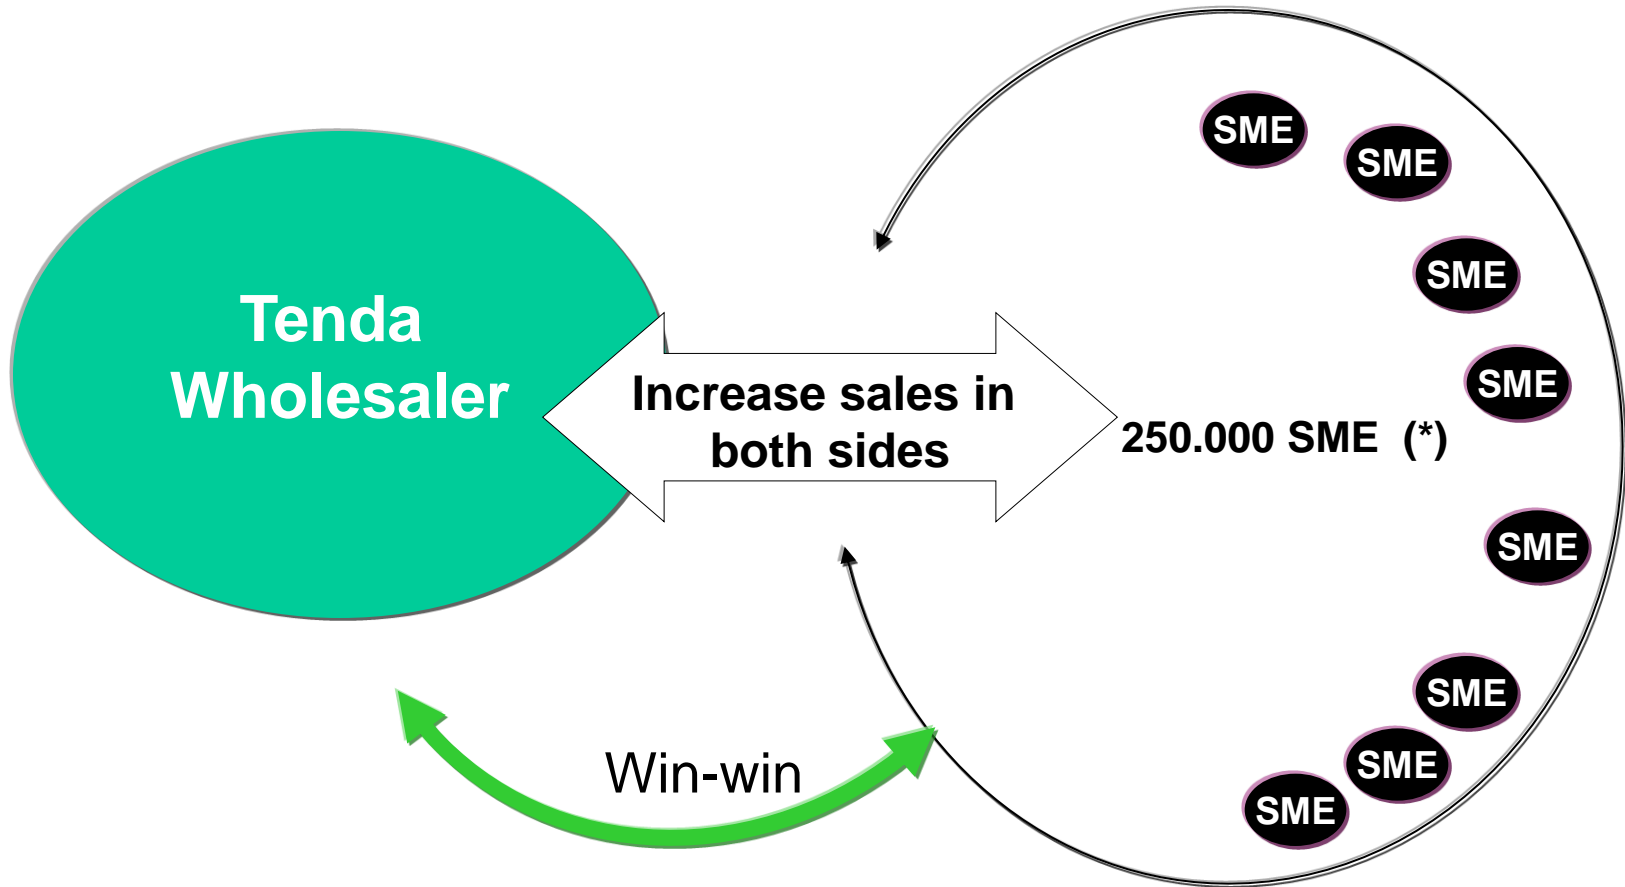 Tenda
Wholesaler
Increase sales in
both sides
250.000 SME (*)
SME
SME
SME
SME
SME
SME
SME
SME
Win-win